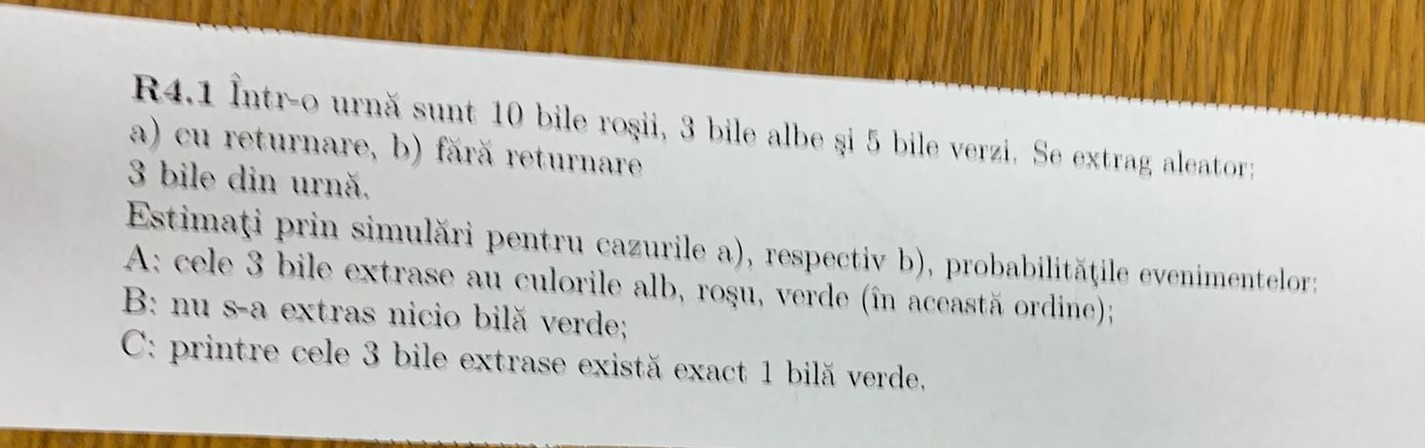 R4.1 Într-o urnă sunt 10 bile roşii, 3 bile albe şi 5 bile verzi. Se extrag aleator:
a) cu returnare, b) fără returnare
3 bile din urnă.
Estimaţi prin simulări pentru cazurile a), respectiv b), probabilităţile evenimentelor:
A: cele 3 bile extrase au culorile alb, roşu, verde (în această ordine);
B: nu s-a extras nicio bilă verde;
C: printre cele 3 bile extrase există exact 1 bilă verde.